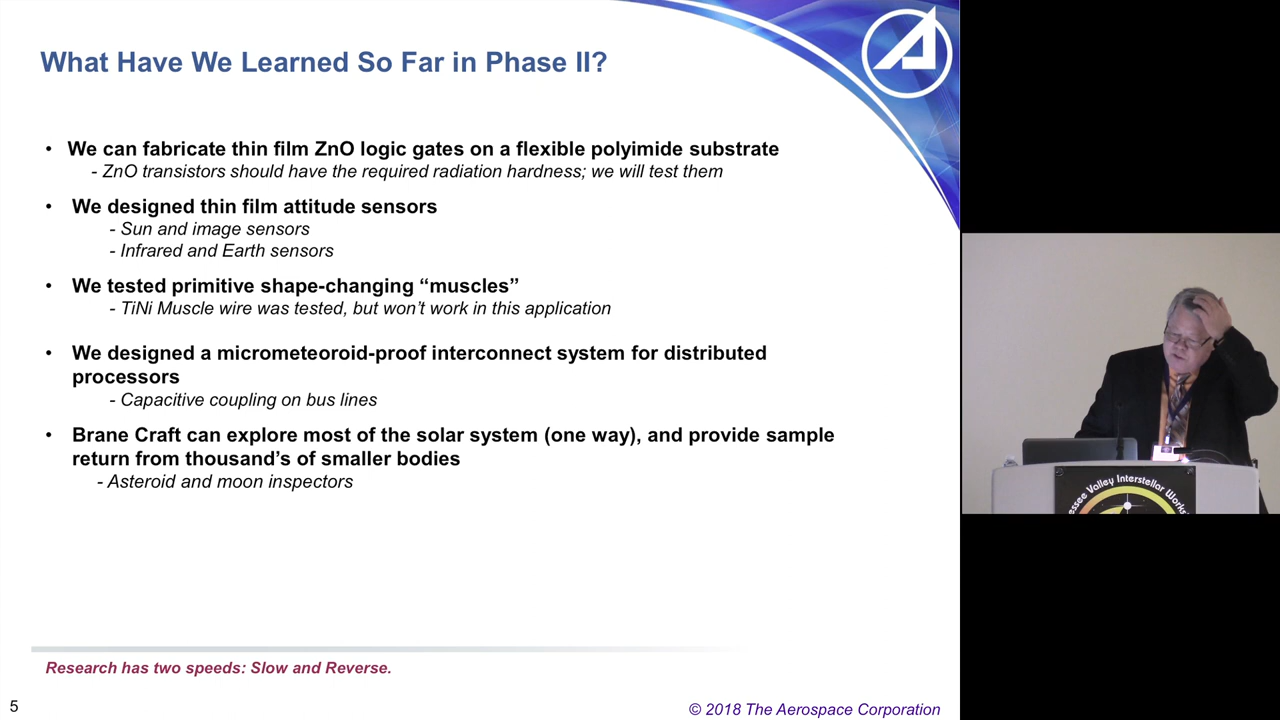 What Have We Learned So Far in Phase II?
• We can fabricate thin film ZnO logic gates on a flexible polyimide substrate
- ZnO transistors should have the required radiation hardness; we will test them
• We designed thin film attitude sensors
- Sun and image sensors
- Infrared and Earth sensors
• We tested primitive shape-changing “muscles”
- TiNi Muscle wire was tested, but won’t work in this application
• We designed a micrometeoroid-proof interconnect system for distributed
processors
- Capacitive coupling on bus lines
• Brane Craft can explore most of the solar system (one way), and provide sample
return from thousand’s of smaller bodies
- Asteroid and moon inspectors
Research has two speeds: Slow and Reverse.
5
© 2018 The Aerospace Corporation
Valley Interstellar